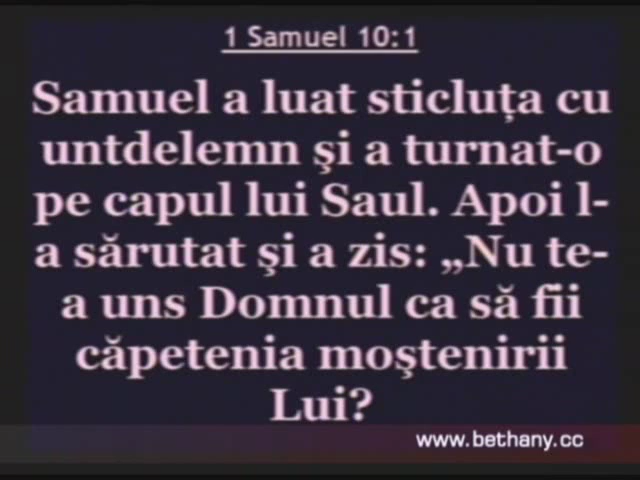 1 Samuel 10:1
Samuel a luat sticluţa cu
untdelemn şi a turnat-o
pe capul lui Saul. Apoi l-
a sărutat şi a zis: „Nu te-
a uns Domnul ca să fii
căpetenia moştenirii
Lui?
www.bethany.cc